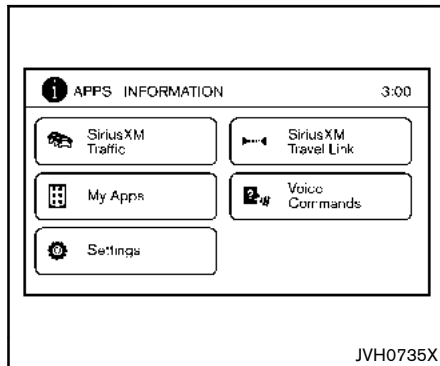 i APPS INFORMATION 3:00
SiriusXM
Traffic
SiriusXM
Travel Link
My Apps
Voice
Commands
Settings
JVH0735X